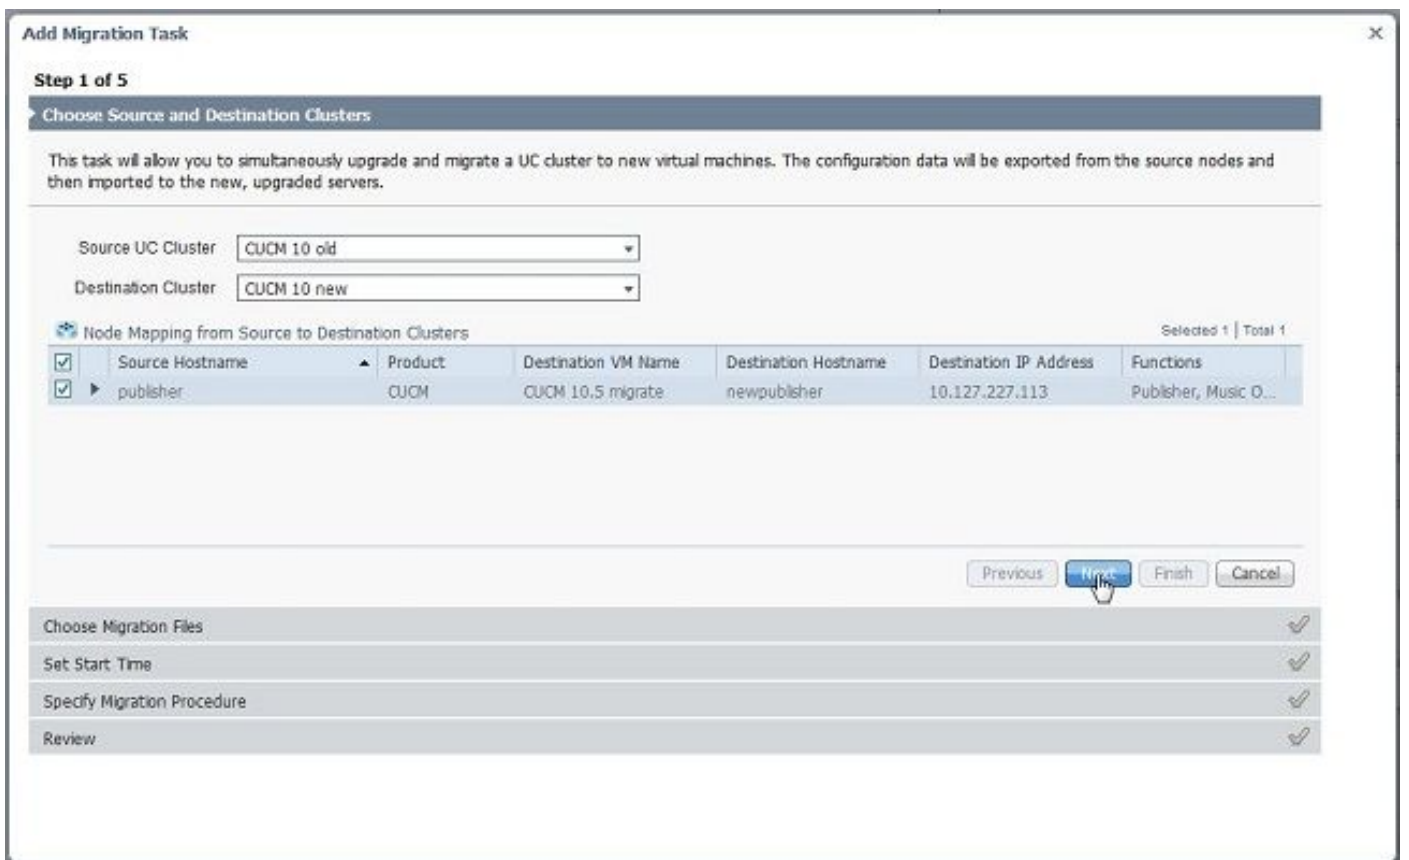 Add Migration Task
Step 1 of 5
Choose Source and Destination Clusters
This task will allow you to simultaneously upgrade and migrate a UC cluster to new virtual machines. The configuration data will be exported from the source nodes and
then imported to the new, upgraded servers.
Source UC Cluster CUCM 10 old
Destination Cluster CUCM 10 new
Node Mapping from Source to Destination Clusters Selected 1 | Total 1
Source Hostname Product Destination VM Name Destination Hostname Destination IP Address Functions
publisher CUCM CUCM 10.5 migrate newpublisher 10.127.227.113 Publisher, Music O...
Previous Next Finish Cancel
Choose Migration Files
Set Start Time
Specify Migration Procedure
Review